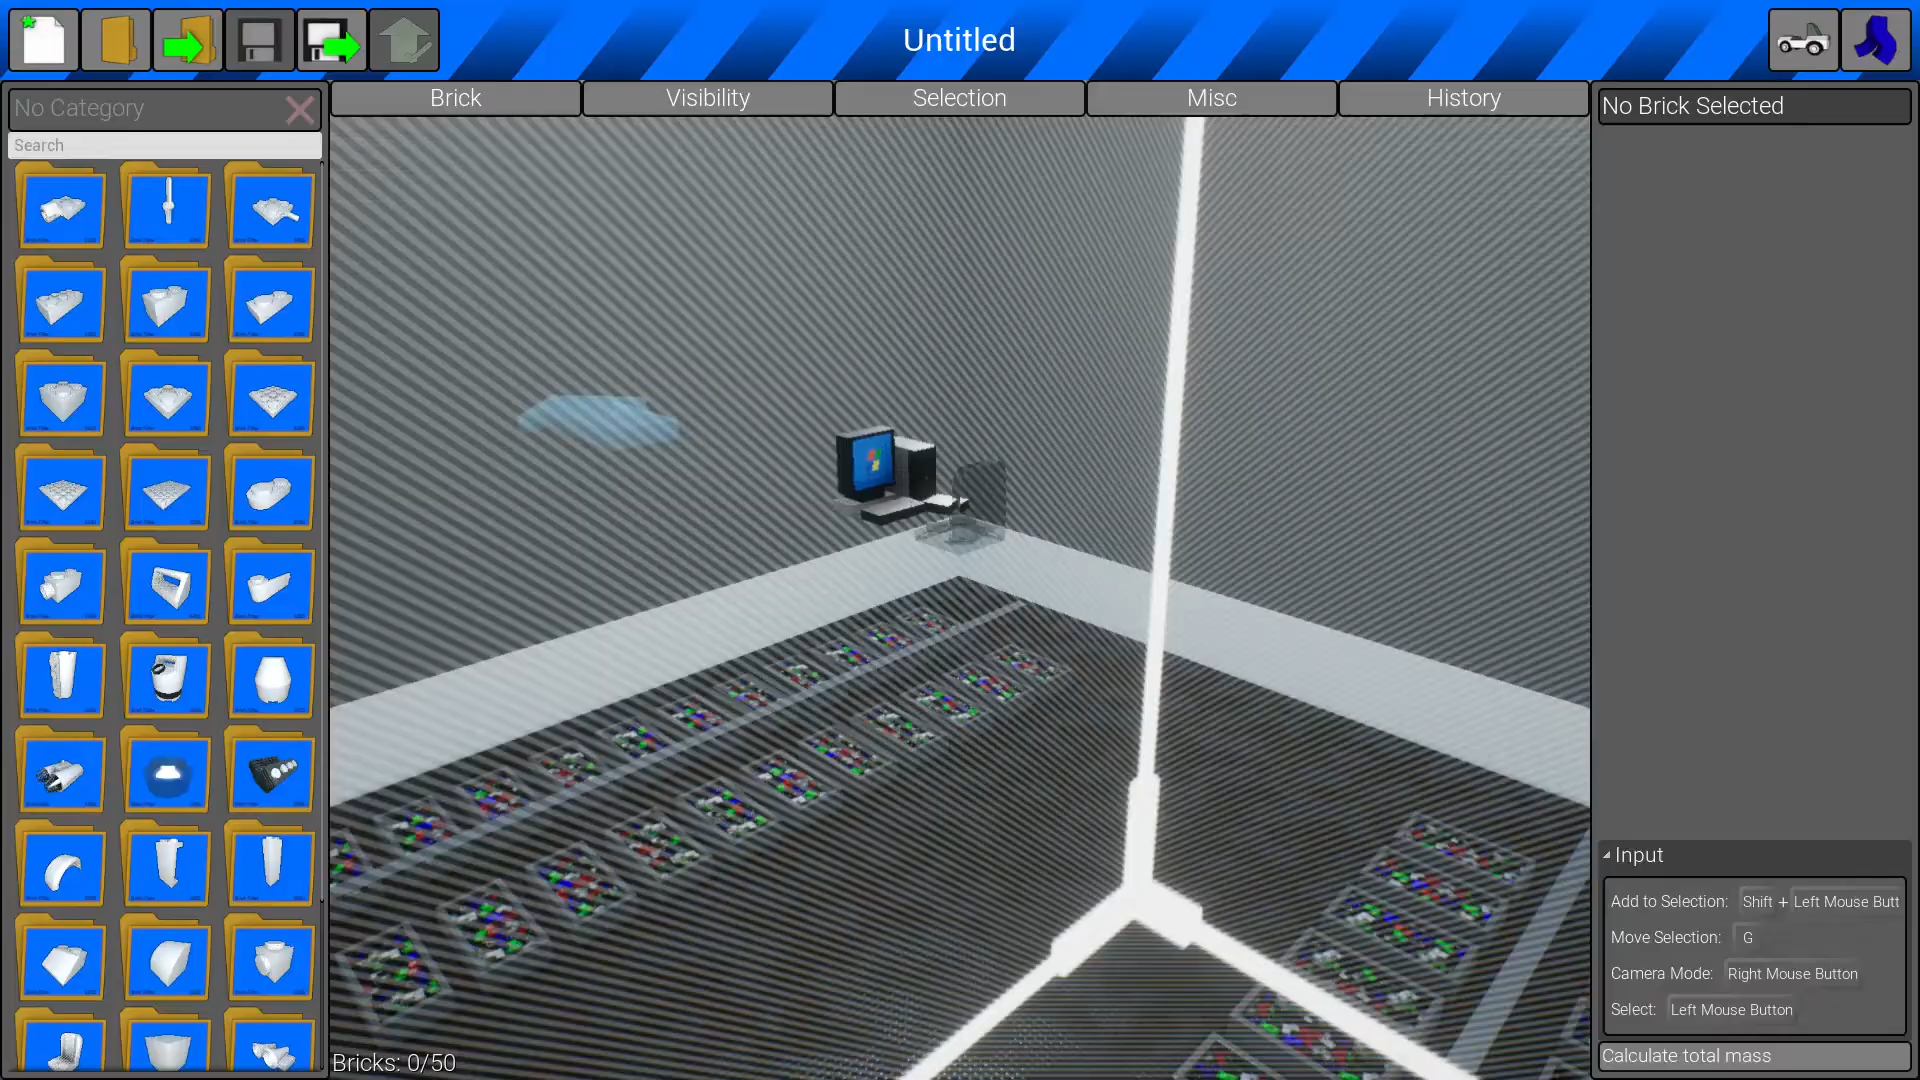 Untitled
No Category
Search
Brick
Visibility
Selection
Misc
History
No Brick Selected
Input
Add to Selection: Shift + Left Mouse Butt
Move Selection: G
Camera Mode: Right Mouse Button
Select: Left Mouse Button
Calculate total mass
Bricks: 0/50